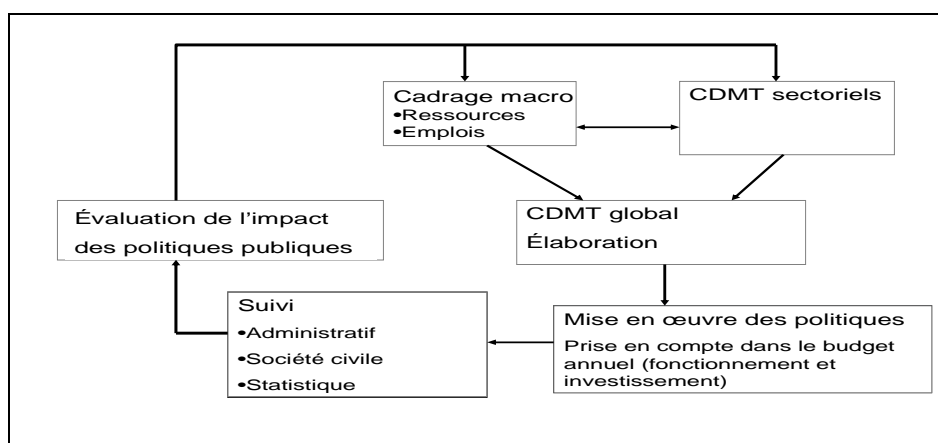 Cadrage macro
•Ressources
•Emplois
CDMT sectoriels
Évaluation de l’impact
des politiques publiques
CDMT global
Élaboration
Suivi
•Administratif
•Société civile
•Statistique
Mise en œuvre des politiques
Prise en compte dans le budget
annuel (fonctionnement et
investissement)